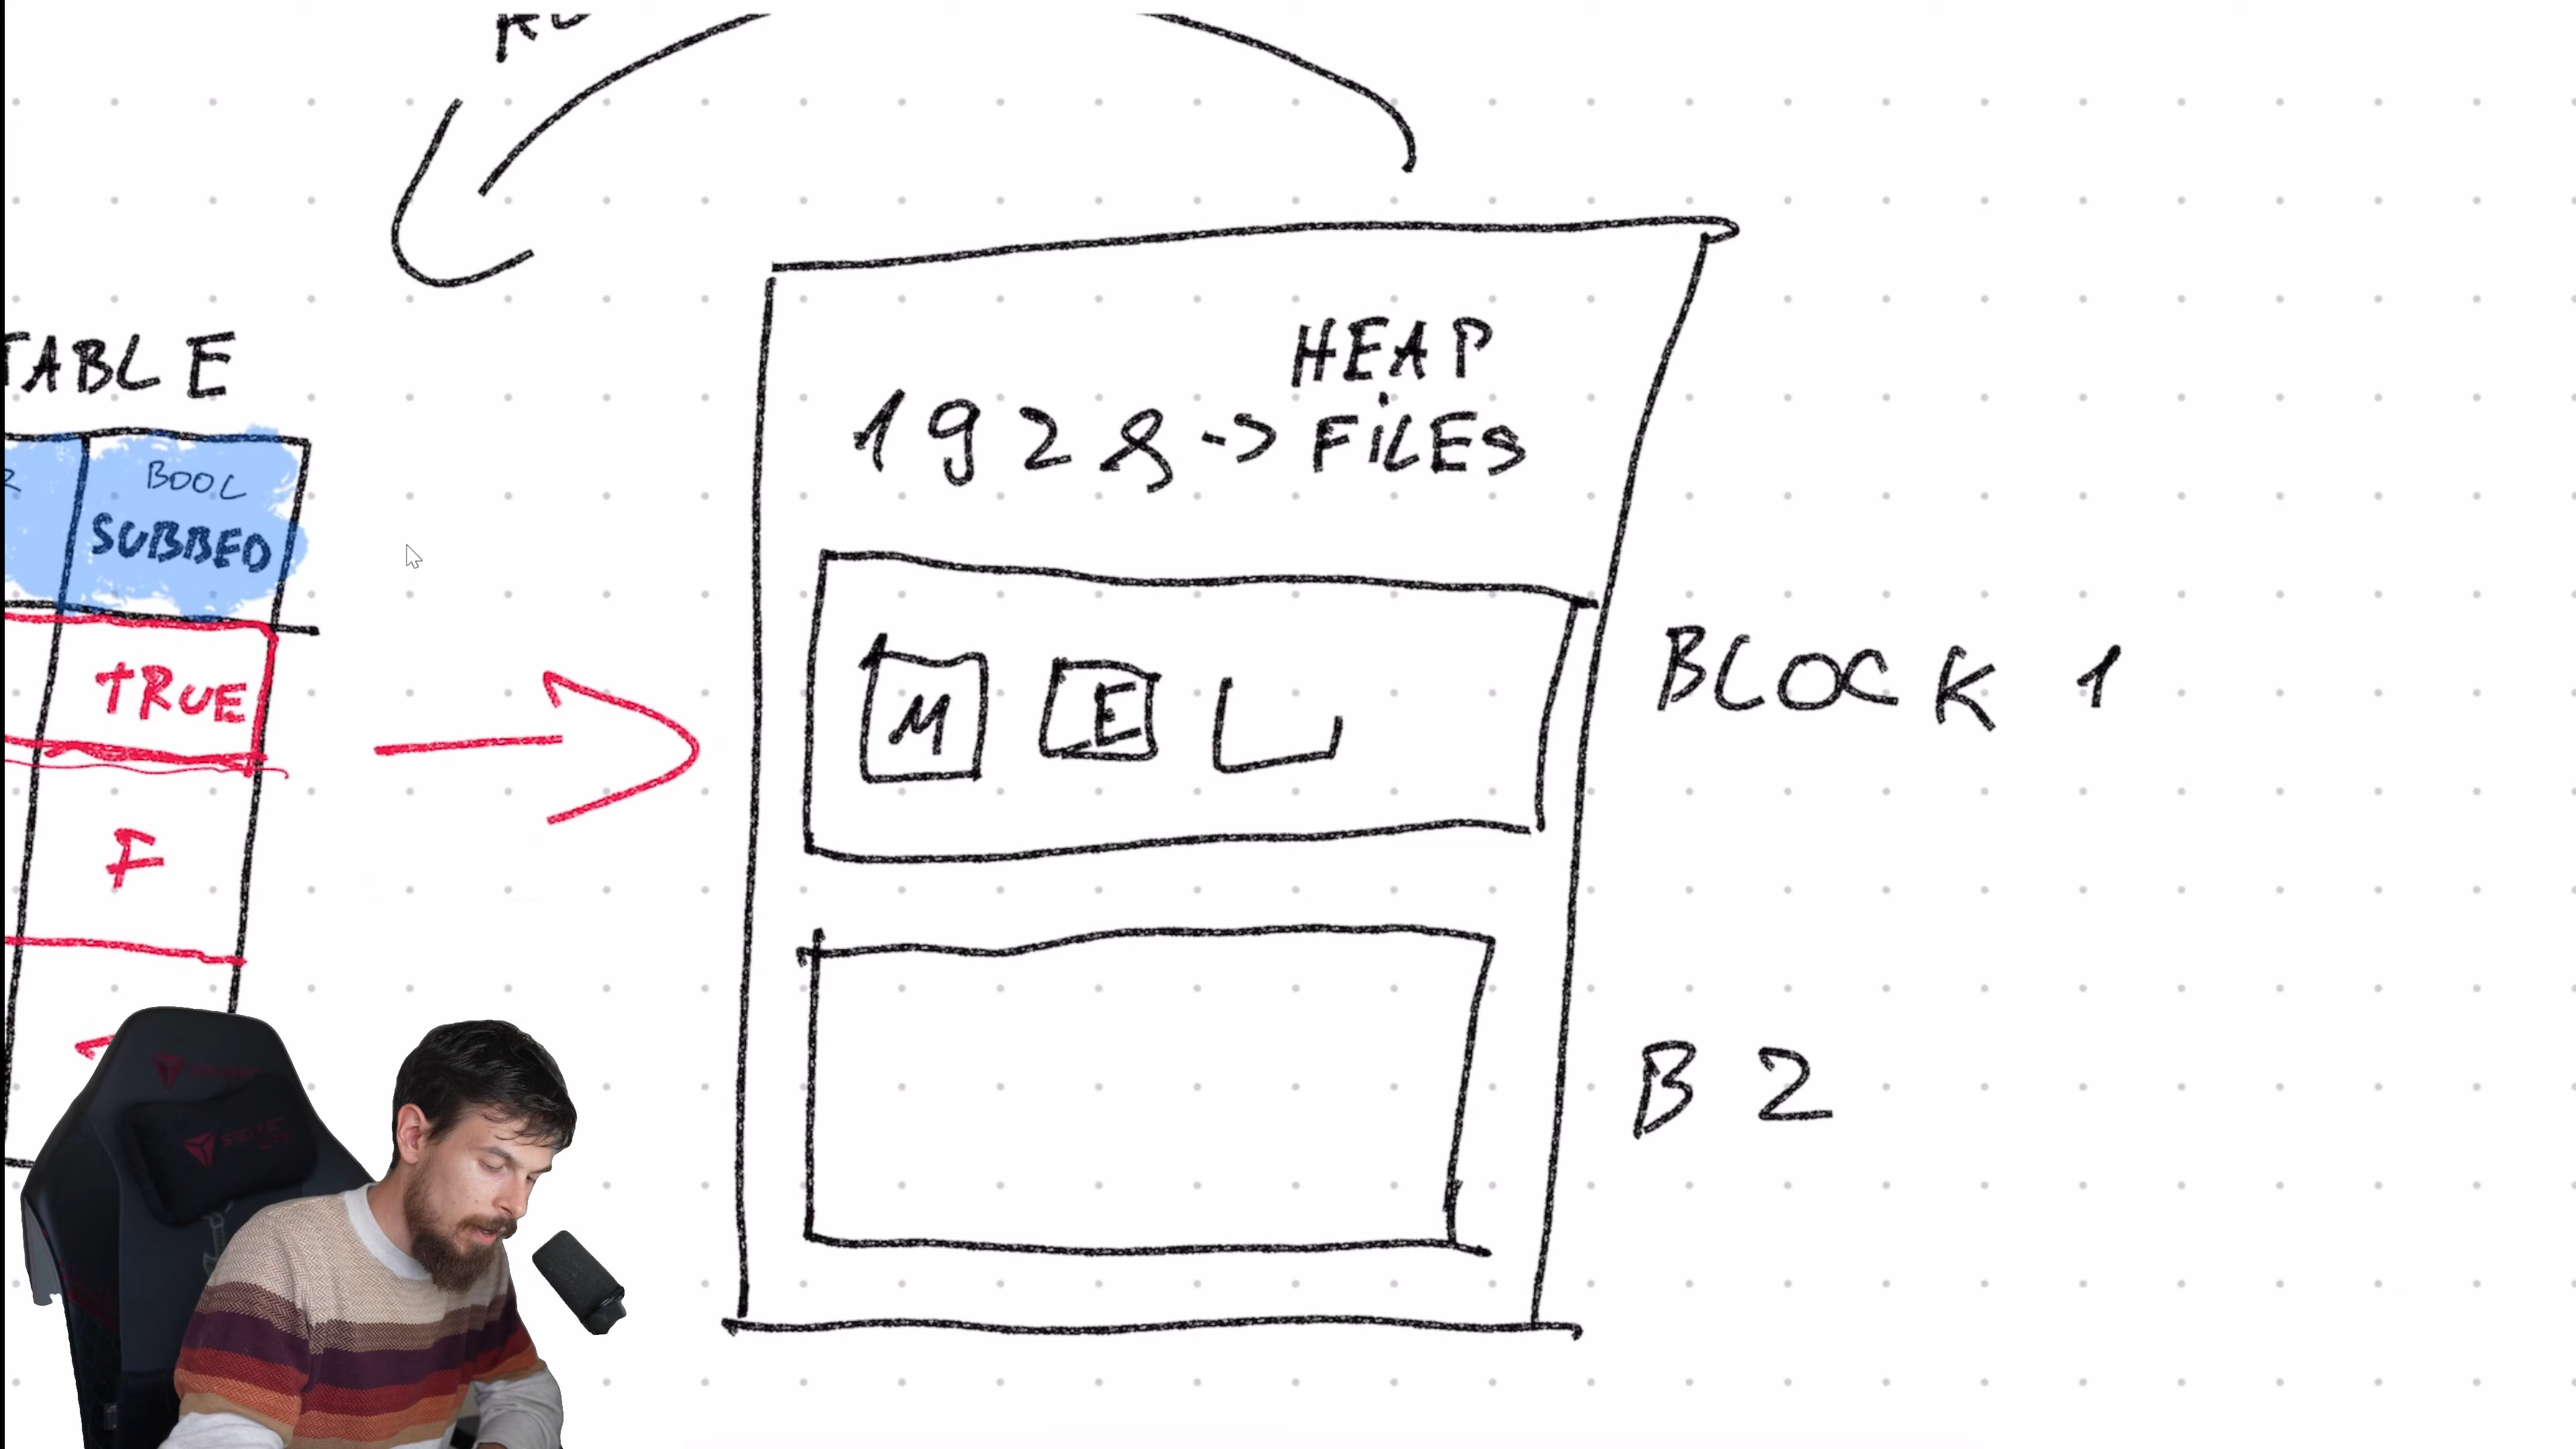 TABLE
BOOL
SUBBED
TRUE
F
HEAP
1928 -> FILES
M E
BLOCK 1
B 2